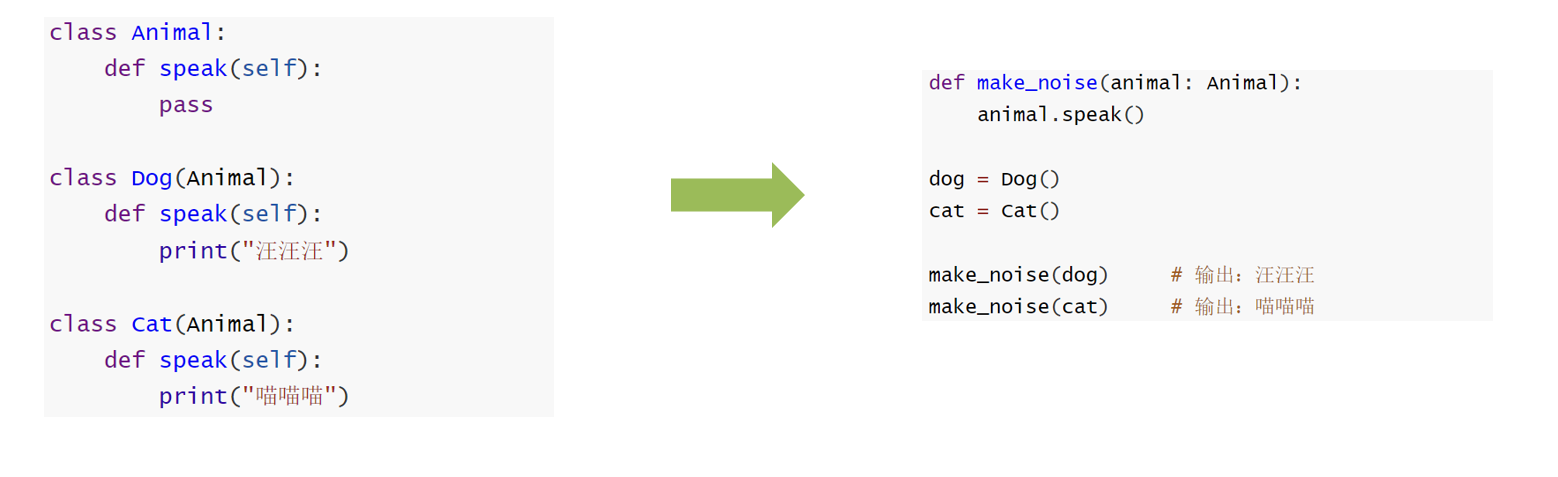 class Animal:
    def speak(self):
        pass
class Dog(Animal):
    def speak(self):
        print("汪汪汪")
class Cat(Animal):
    def speak(self):
        print("喵喵喵")
def make_noise(animal: Animal):
    animal.speak()
dog = Dog()
cat = Cat()
make_noise(dog)     # 输出：汪汪汪
make_noise(cat)     # 输出：喵喵喵